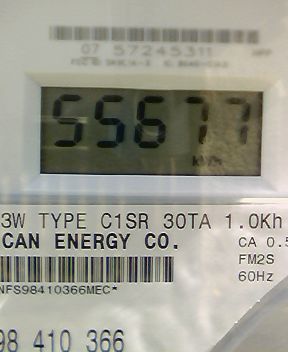 07 57245311
55677
kWh
3W TYPE C1SR 30TA 1.0Kh
CAN ENERGY CO.
CA 0.5
FM2S
60Hz
NFS98410366MEC*
98 410 366